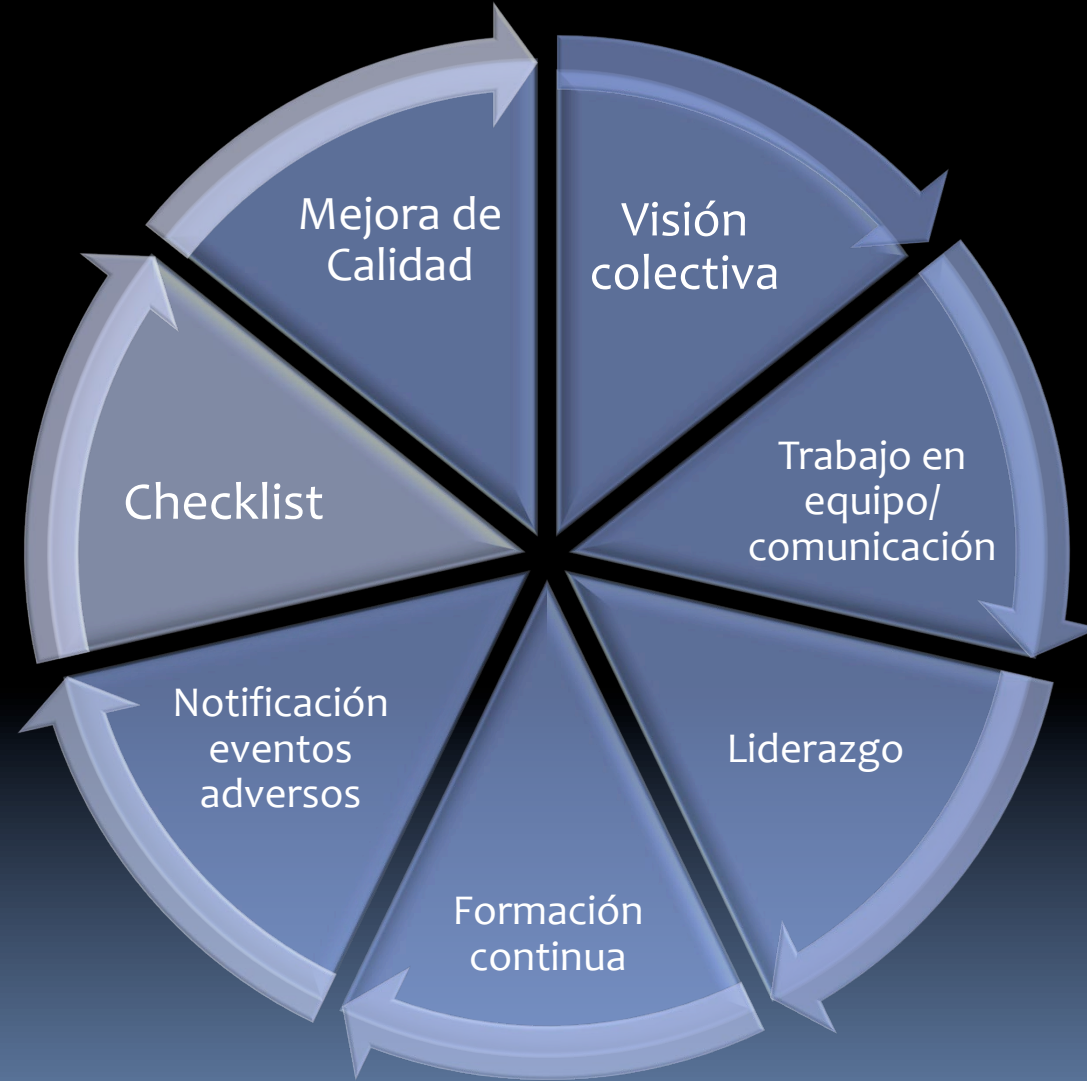 Mejora de
Calidad
Visión
colectiva
Trabajo en
equipo/
comunicación
Liderazgo
Formación
continua
Notificación
eventos
adversos
Checklist